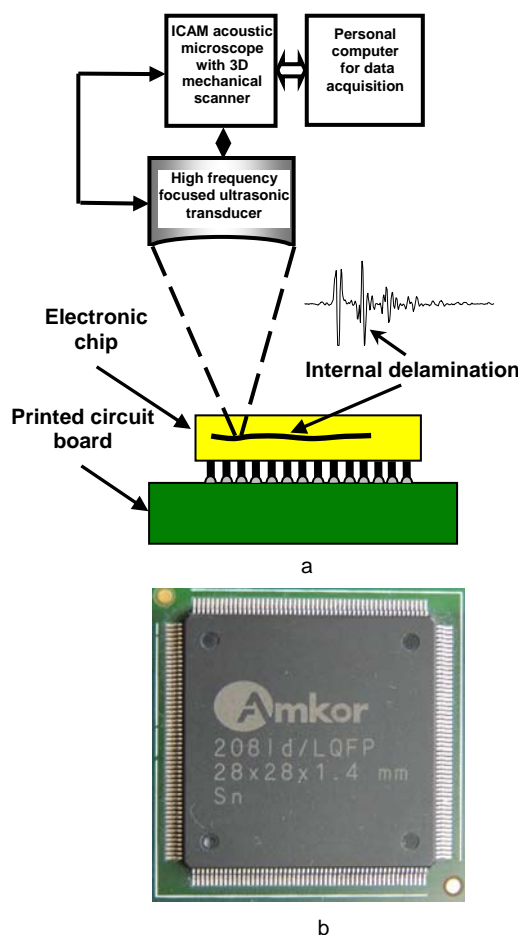 ICAM acoustic
microscope
with 3D
mechanical
scanner
Personal
computer
for data
acquisition
High frequency
focused ultrasonic
transducer
Electronic
chip
Internal delamination
Printed circuit
board
a
Amkor
208ld/LQFP
28x28x1.4 mm
Sn
b